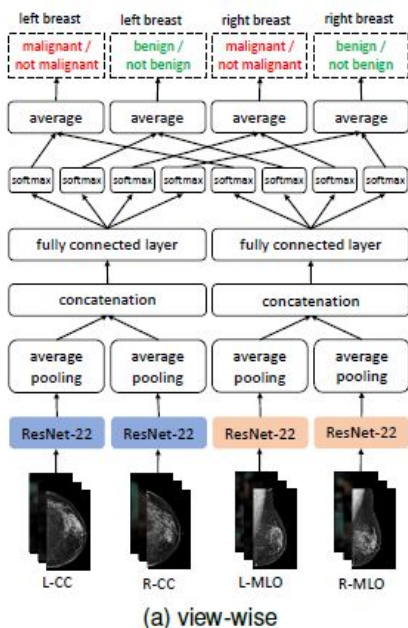 left breast left breast right breast right breast
malignant / benign / malignant / benign /
not malignant not benign not malignant not benign
average average average average
softmax softmax softmax softmax softmax softmax softmax softmax
fully connected layer fully connected layer
concatenation concatenation
average average average average
pooling pooling pooling pooling
ResNet-22 ResNet-22 ResNet-22 ResNet-22
L-CC R-CC L-MLO R-MLO
(a) view-wise